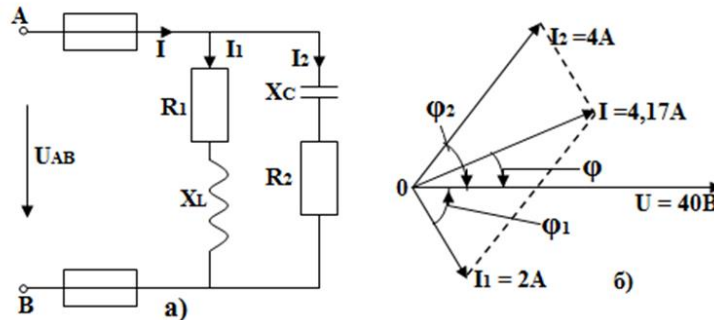 A
I
I1
I2
R1
XC
UAB
XL
R2
B
a)
I2=4A
φ2
I =4,17A
0
φ
U = 40B
φ1
I1 = 2A
б)